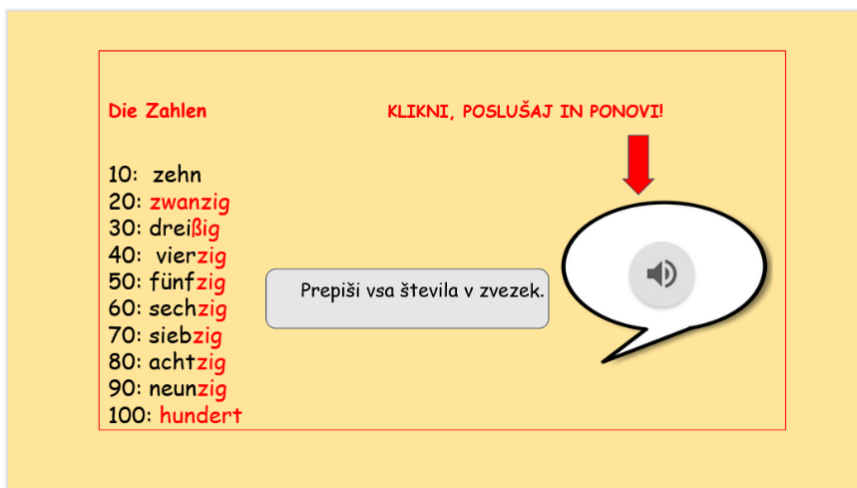 Die Zahlen
KLIKNI, POSLUŠAJ IN PONOVI!
10: zehn
20: zwanzig
30: dreißig
40: vierzig
50: fünfzig
60: sechzig
70: siebzig
80: achtzig
90: neunzig
100: hundert
Prepiši vsa števila v zvezek.